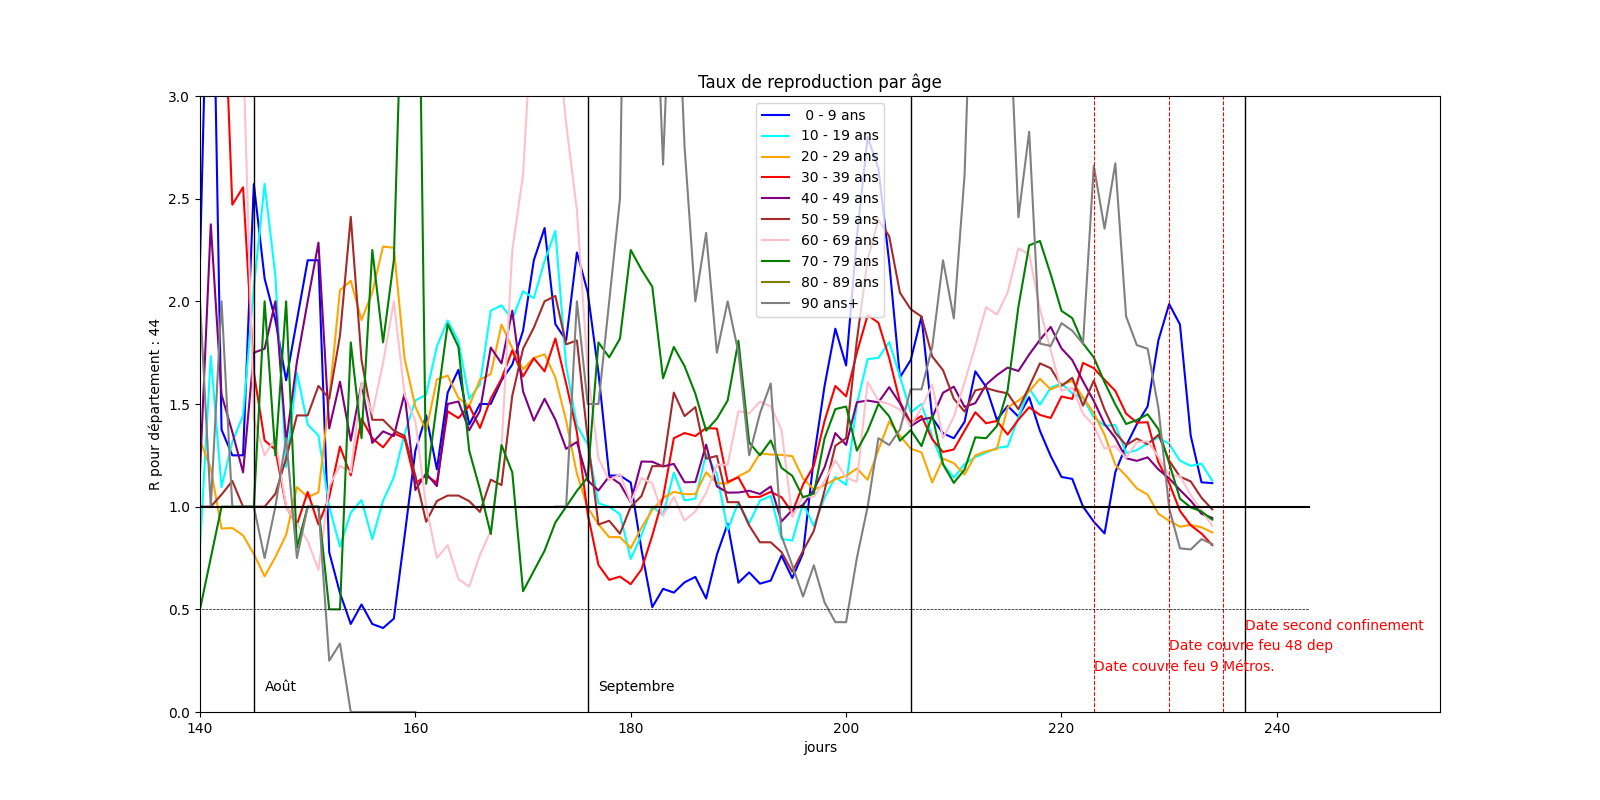 Taux de reproduction par âge
R pour département : 44
3.0
2.5
2.0
1.5
1.0
0.5
0.0
0 - 9 ans
10 - 19 ans
20 - 29 ans
30 - 39 ans
40 - 49 ans
50 - 59 ans
60 - 69 ans
70 - 79 ans
80 - 89 ans
90 ans+
Date second confinement
Date couvre feu 48 dep
Date couvre feu 9 Métros.
Août
Septembre
140 160 180 200 220 240
jours